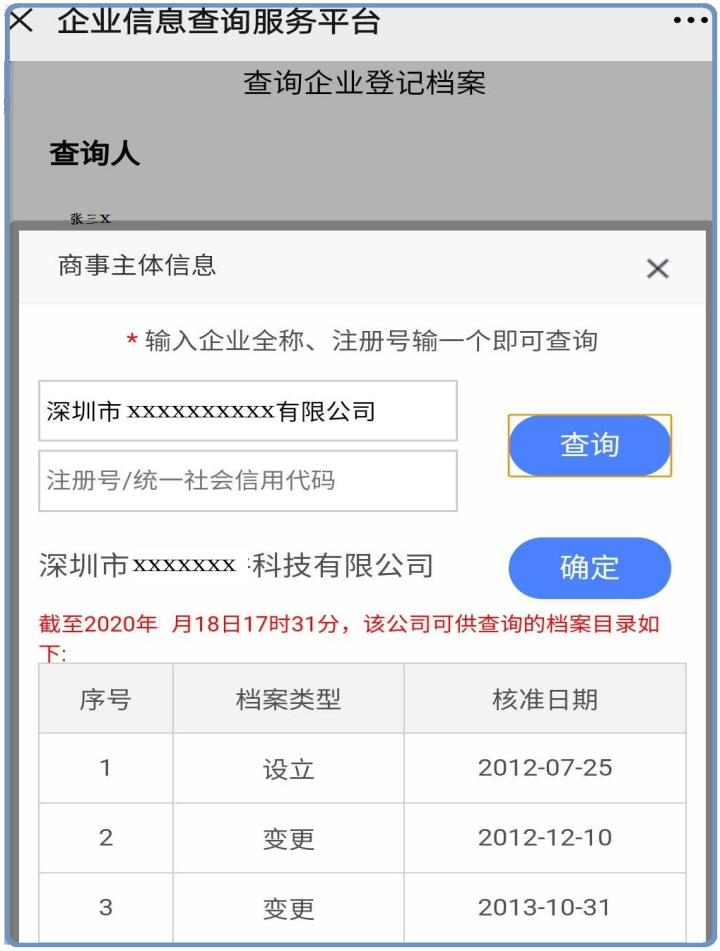 企业信息查询服务平台
查询企业登记档案
查询人
张三X
商事主体信息
* 输入企业全称、注册号输一个即可查询
深圳市xxxxxxxxxx有限公司
查询
注册号/统一社会信用代码
深圳市xxxxxxx 科技有限公司
确定
截至2020年 月18日17时31分，该公司可供查询的档案目录如
下:
序号 档案类型 核准日期
1 设立 2012-07-25
2 变更 2012-12-10
3 变更 2013-10-31